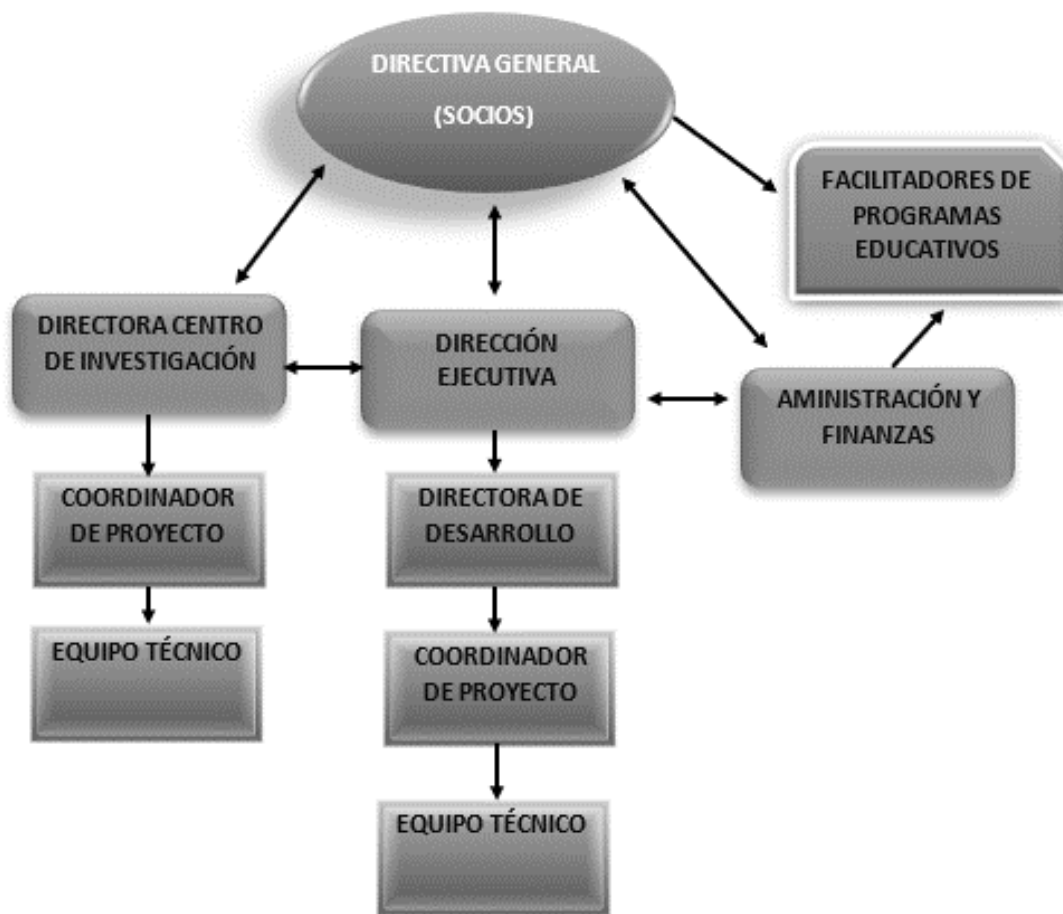 DIRECTIVA GENERAL
(SOCIOS)
FACILITADORES DE
PROGRAMAS
EDUCATIVOS
DIRECTORA CENTRO
DE INVESTIGACIÓN
DIRECCIÓN
EJECUTIVA
AMINISTRACIÓN Y
FINANZAS
COORDINADOR
DE PROYECTO
DIRECTORA DE
DESARROLLO
EQUIPO TÉCNICO
COORDINADOR
DE PROYECTO
EQUIPO TÉCNICO